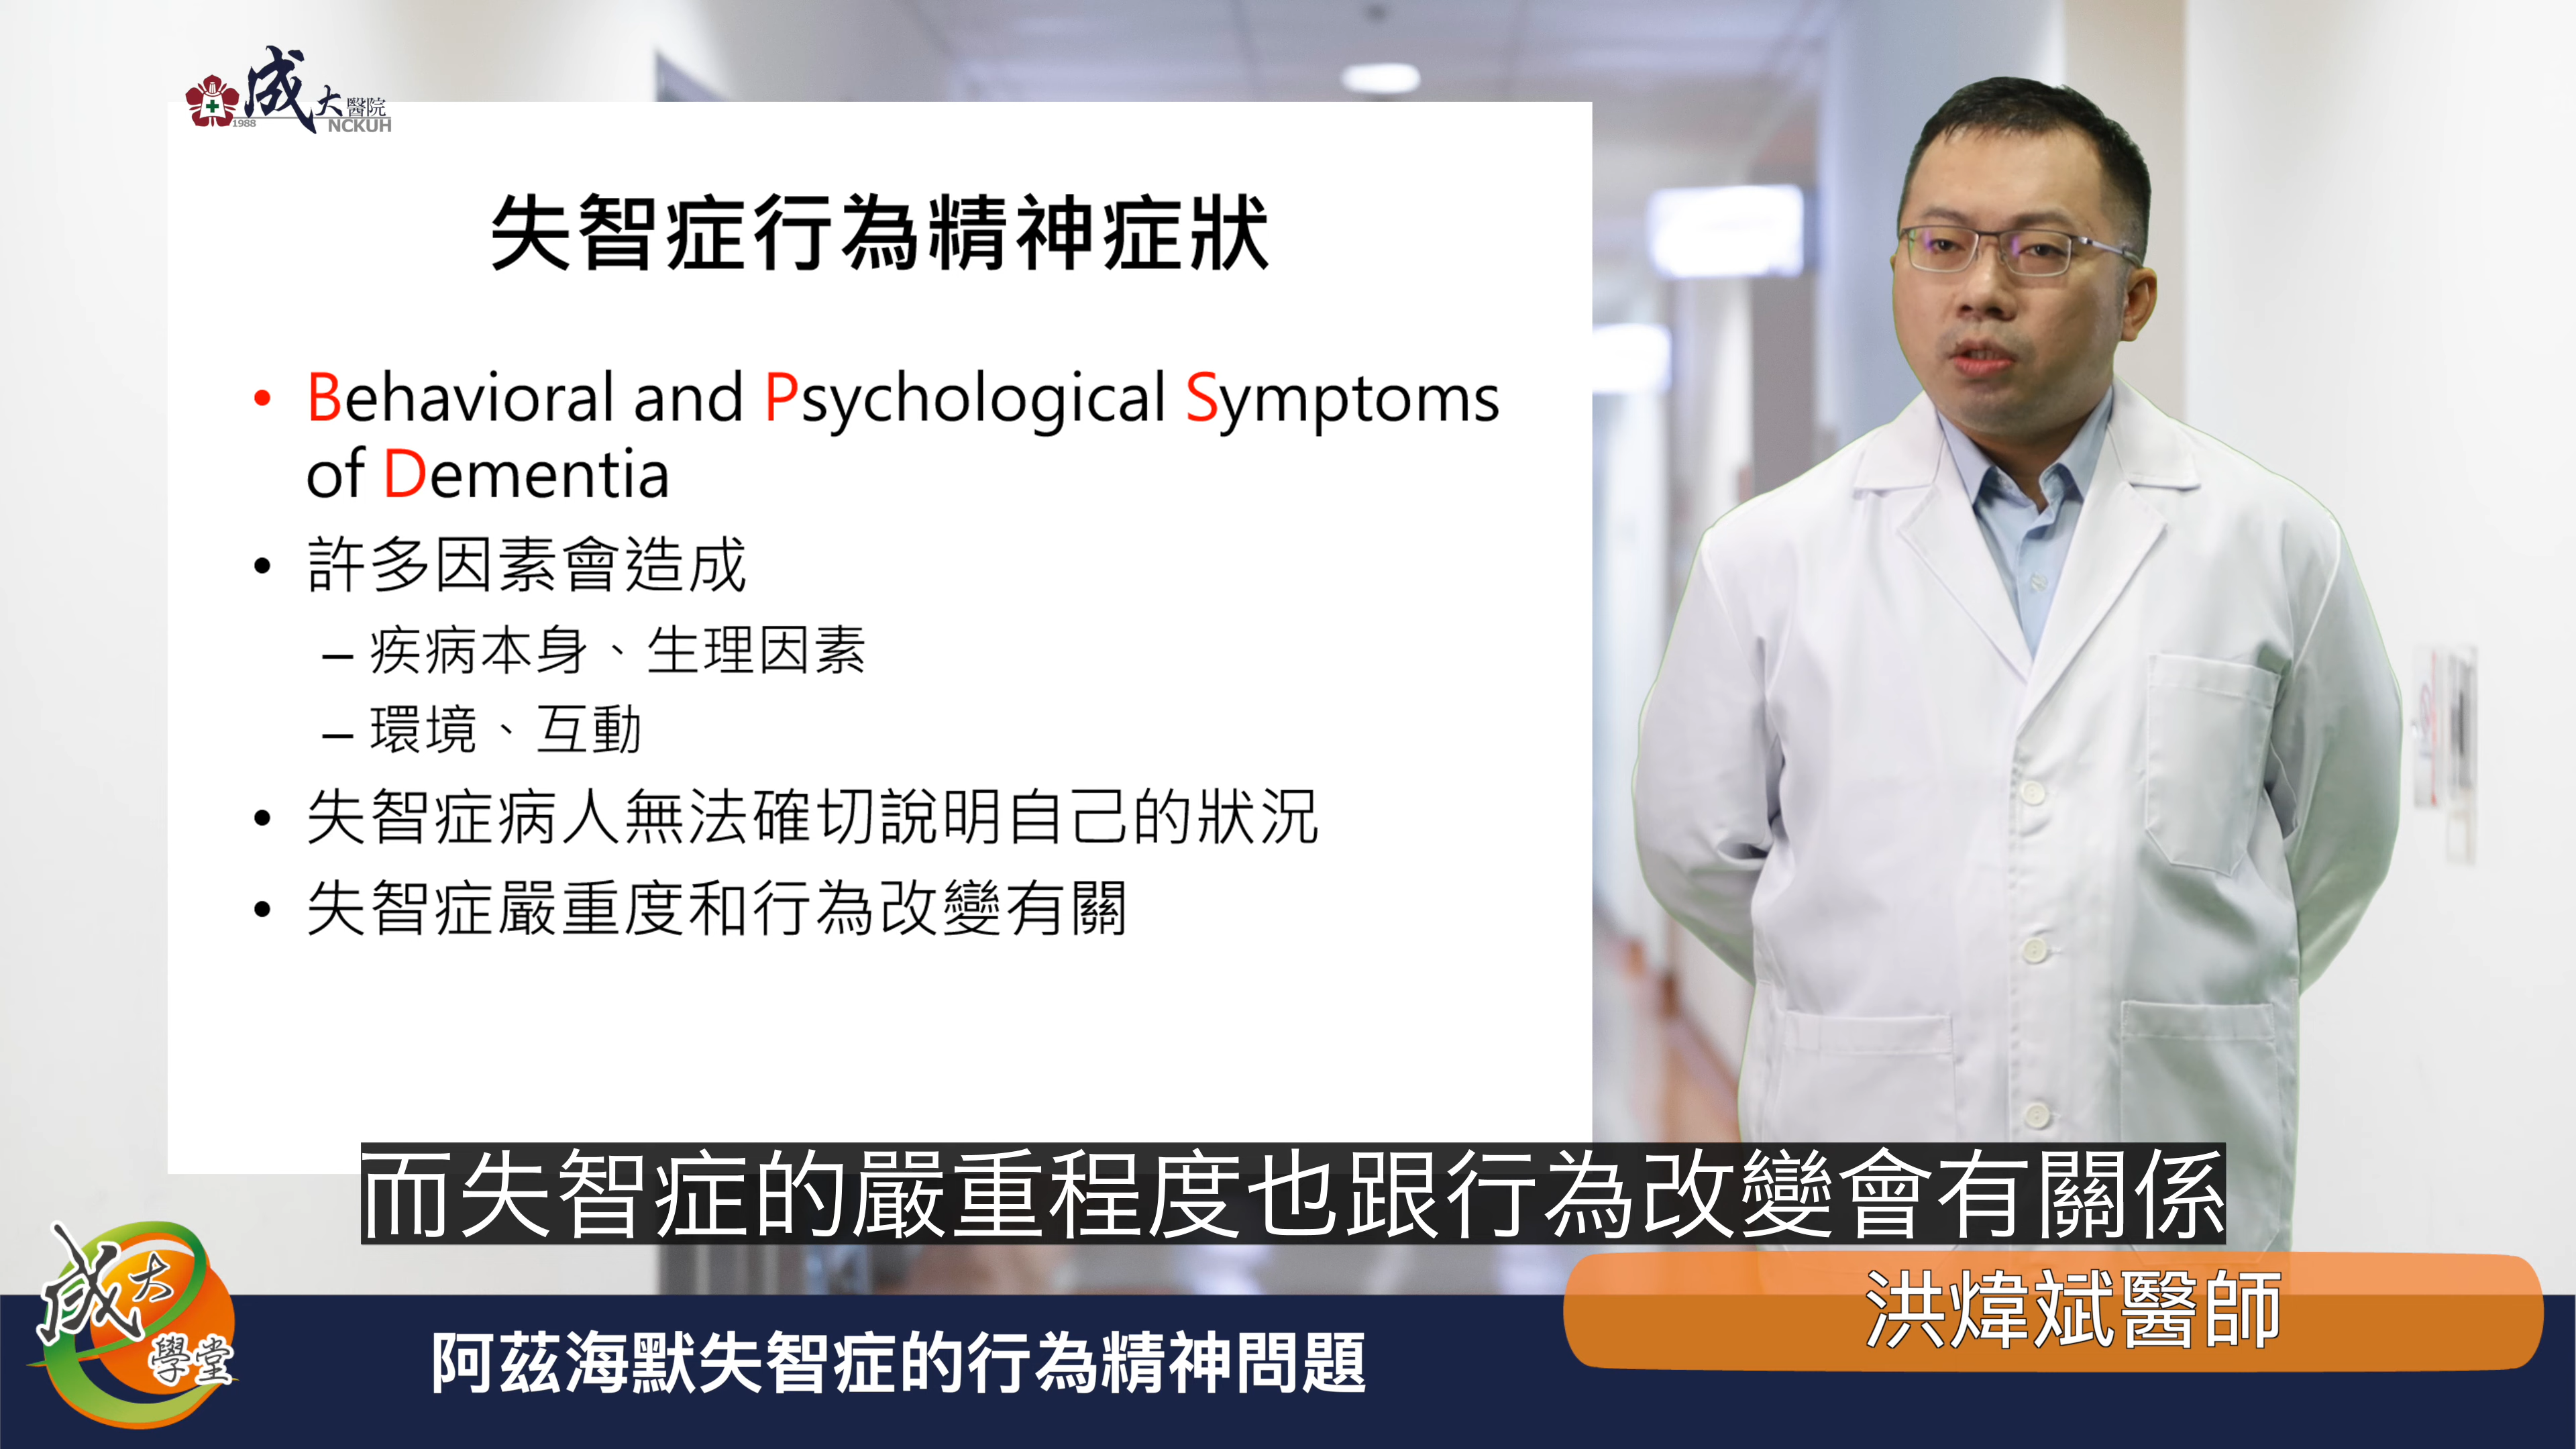 成大醫院
1988 NCKUH
失智症行為精神症狀
• Behavioral and Psychological Symptoms
of Dementia
• 許多因素會造成
– 疾病本身、生理因素
– 環境、互動
• 失智症病人無法確切說明自己的狀況
• 失智症嚴重度和行為改變有關
而失智症的嚴重程度也跟行為改變會有關係
洪煒斌醫師
成大
學堂
阿茲海默失智症的行為精神問題